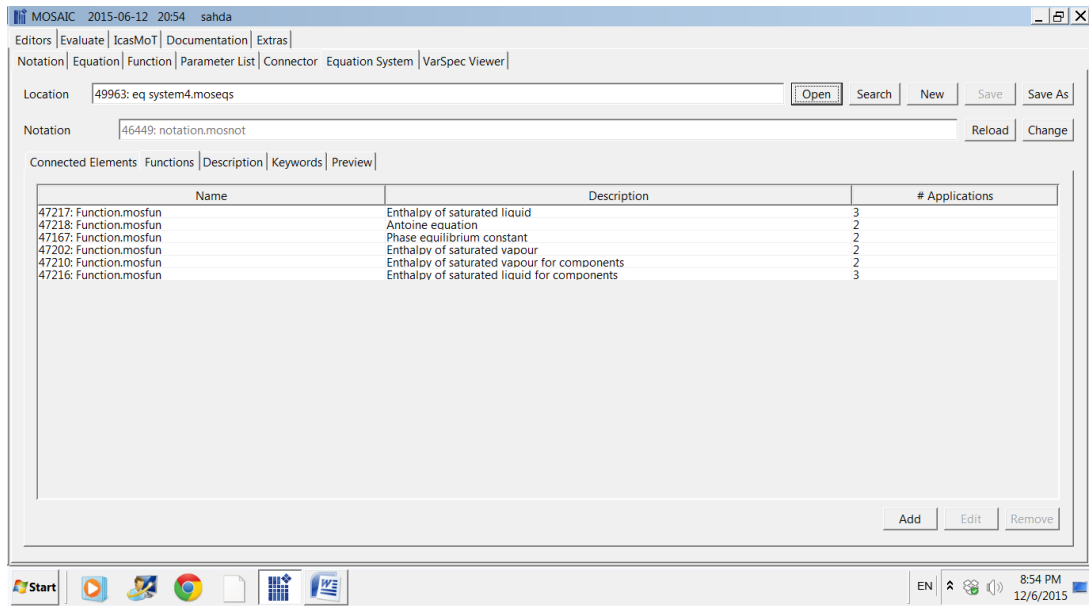 MOSAIC 2015-06-12 20:54 sahda
Editors Evaluate IcasMoT Documentation Extras
Notation Equation Function Parameter List Connector Equation System VarSpec Viewer
Location 49963: eq system4.moseqs Open Search New Save Save As
Notation 46449: notation.mosnot Reload Change
Connected Elements Functions Description Keywords Preview
Name Description # Applications
47217: Function.mosfun Enthalpy of saturated liquid 3
47218: Function.mosfun Antoine equation 2
47167: Function.mosfun Phase equilibrium constant 2
47202: Function.mosfun Enthalpy of saturated vapour 2
47210: Function.mosfun Enthalpy of saturated vapour for components 2
47216: Function.mosfun Enthalpy of saturated liquid for components 3
Add Edit Remove
Start W EN 8:54 PM
12/6/2015